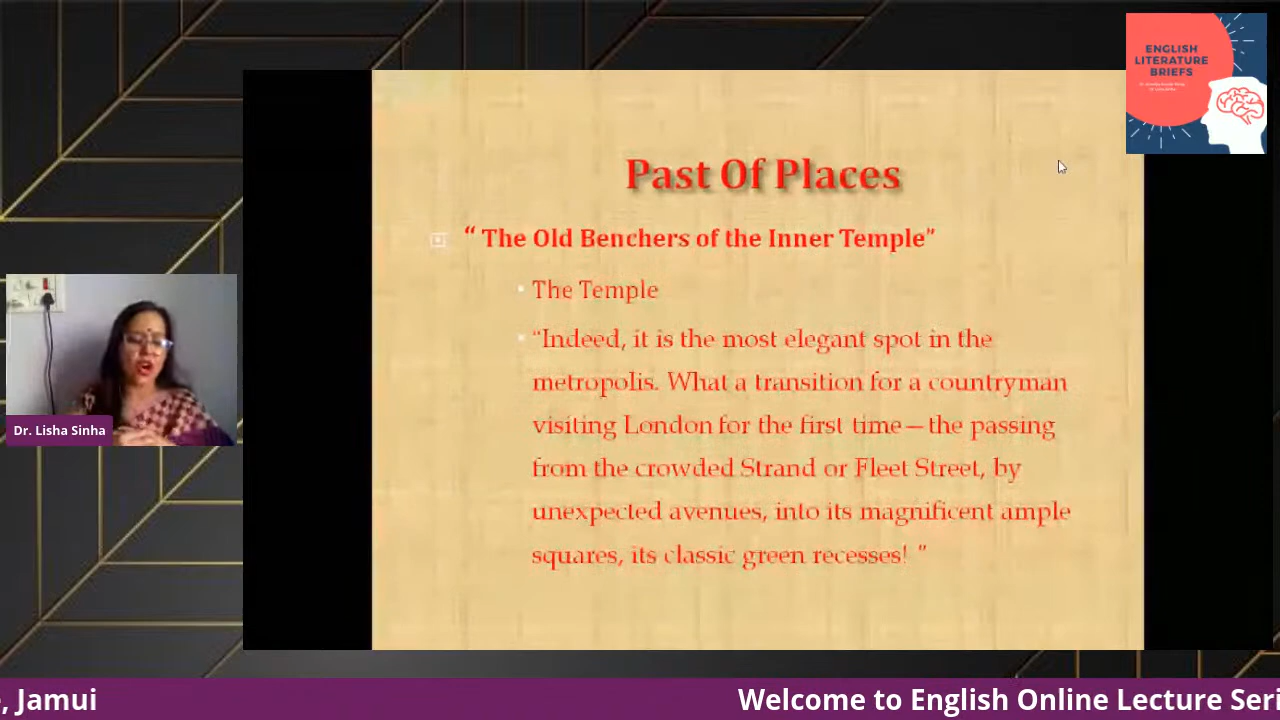 ENGLISH
LITERATURE
BRIEFS
Past Of Places
“ The Old Benchers of the Inner Temple”
The Temple
“Indeed, it is the most elegant spot in the
metropolis. What a transition for a countryman
visiting London for the first time—the passing
from the crowded Strand or Fleet Street, by
unexpected avenues, into its magnificent ample
squares, its classic green recesses! ”
Dr. Lisha Sinha
, Jamui
Welcome to English Online Lecture Seri